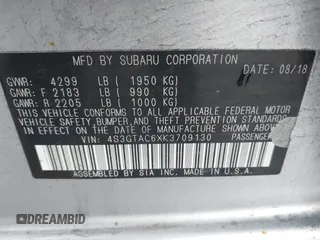 MFD BY SUBARU CORPORATION
DATE: 08/18
GVWR: 4299 LB ( 1950 KG)
GAWR: F 2183 LB ( 990 KG)
GAWR: R 2205 LB ( 1000 KG)
THIS VEHICLE CONFORMS TO ALL APPLICABLE FEDERAL MOTOR
VEHICLE SAFETY, BUMPER, AND THEFT PREVENTION STANDARDS
IN EFFECT ON THE DATE OF MANUFACTURE SHOWN ABOVE.
VIN: 4S3GTAC6XK3709130 PASSENGER
ASSEMBLED BY SIA INC. MADE IN U.S.A.
OTOFAX